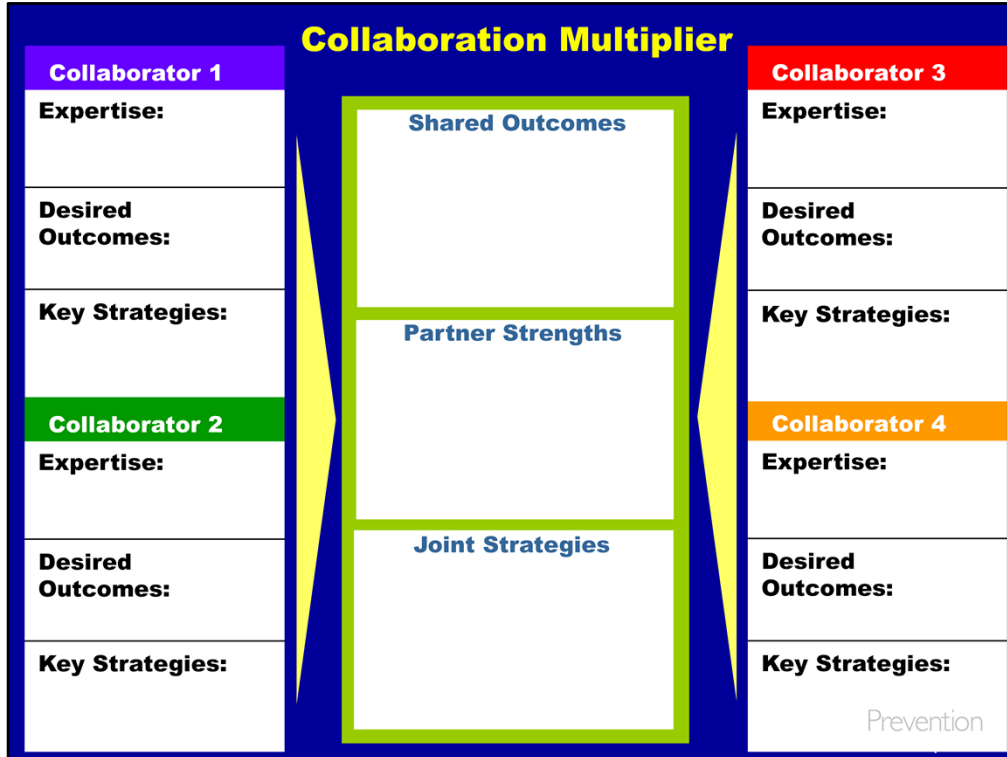 Collaboration Multiplier
Collaborator 1
Expertise:
Desired
Outcomes:
Key Strategies:
Collaborator 2
Expertise:
Desired
Outcomes:
Key Strategies:
Shared Outcomes
Partner Strengths
Joint Strategies
Collaborator 3
Expertise:
Desired
Outcomes:
Key Strategies:
Collaborator 4
Expertise:
Desired
Outcomes:
Key Strategies:
Prevention